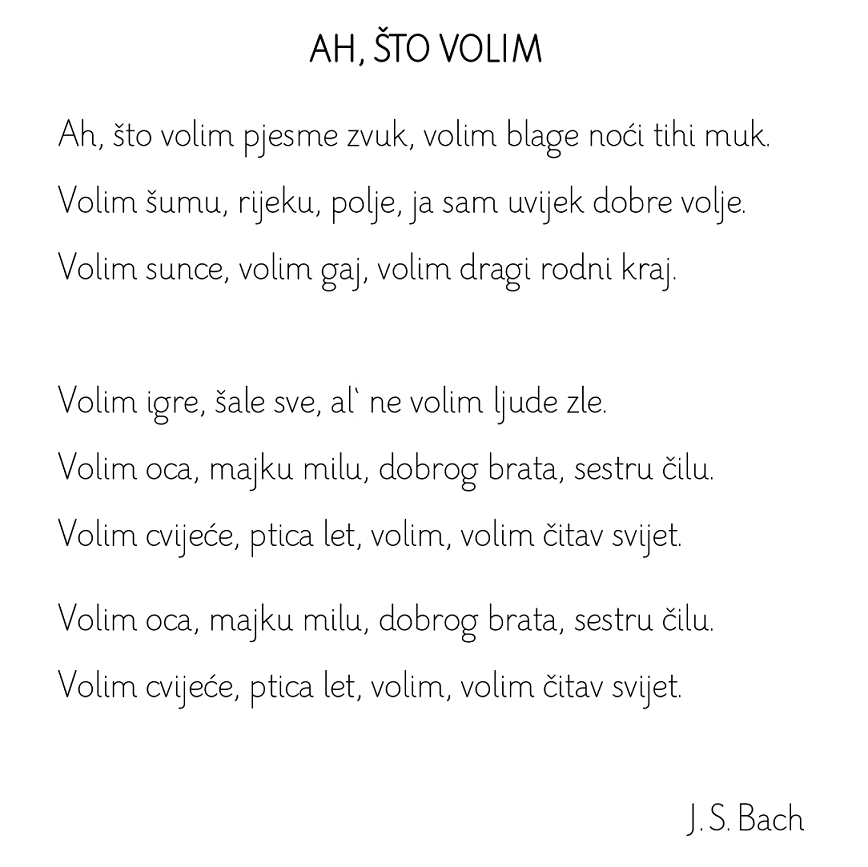 AH, ŠTO VOLIM
Ah, što volim pjesme zvuk, volim blage noći tihi muk.
Volim šumu, rijeku, polje, ja sam uvijek dobre volje.
Volim sunce, volim gaj, volim dragi rodni kraj.
Volim igre, šale sve, al‛ ne volim ljude zle.
Volim oca, majku milu, dobrog brata, sestru čilu.
Volim cvijeće, ptica let, volim, volim čitav svijet.
Volim oca, majku milu, dobrog brata, sestru čilu.
Volim cvijeće, ptica let, volim, volim čitav svijet.
J. S. Bach